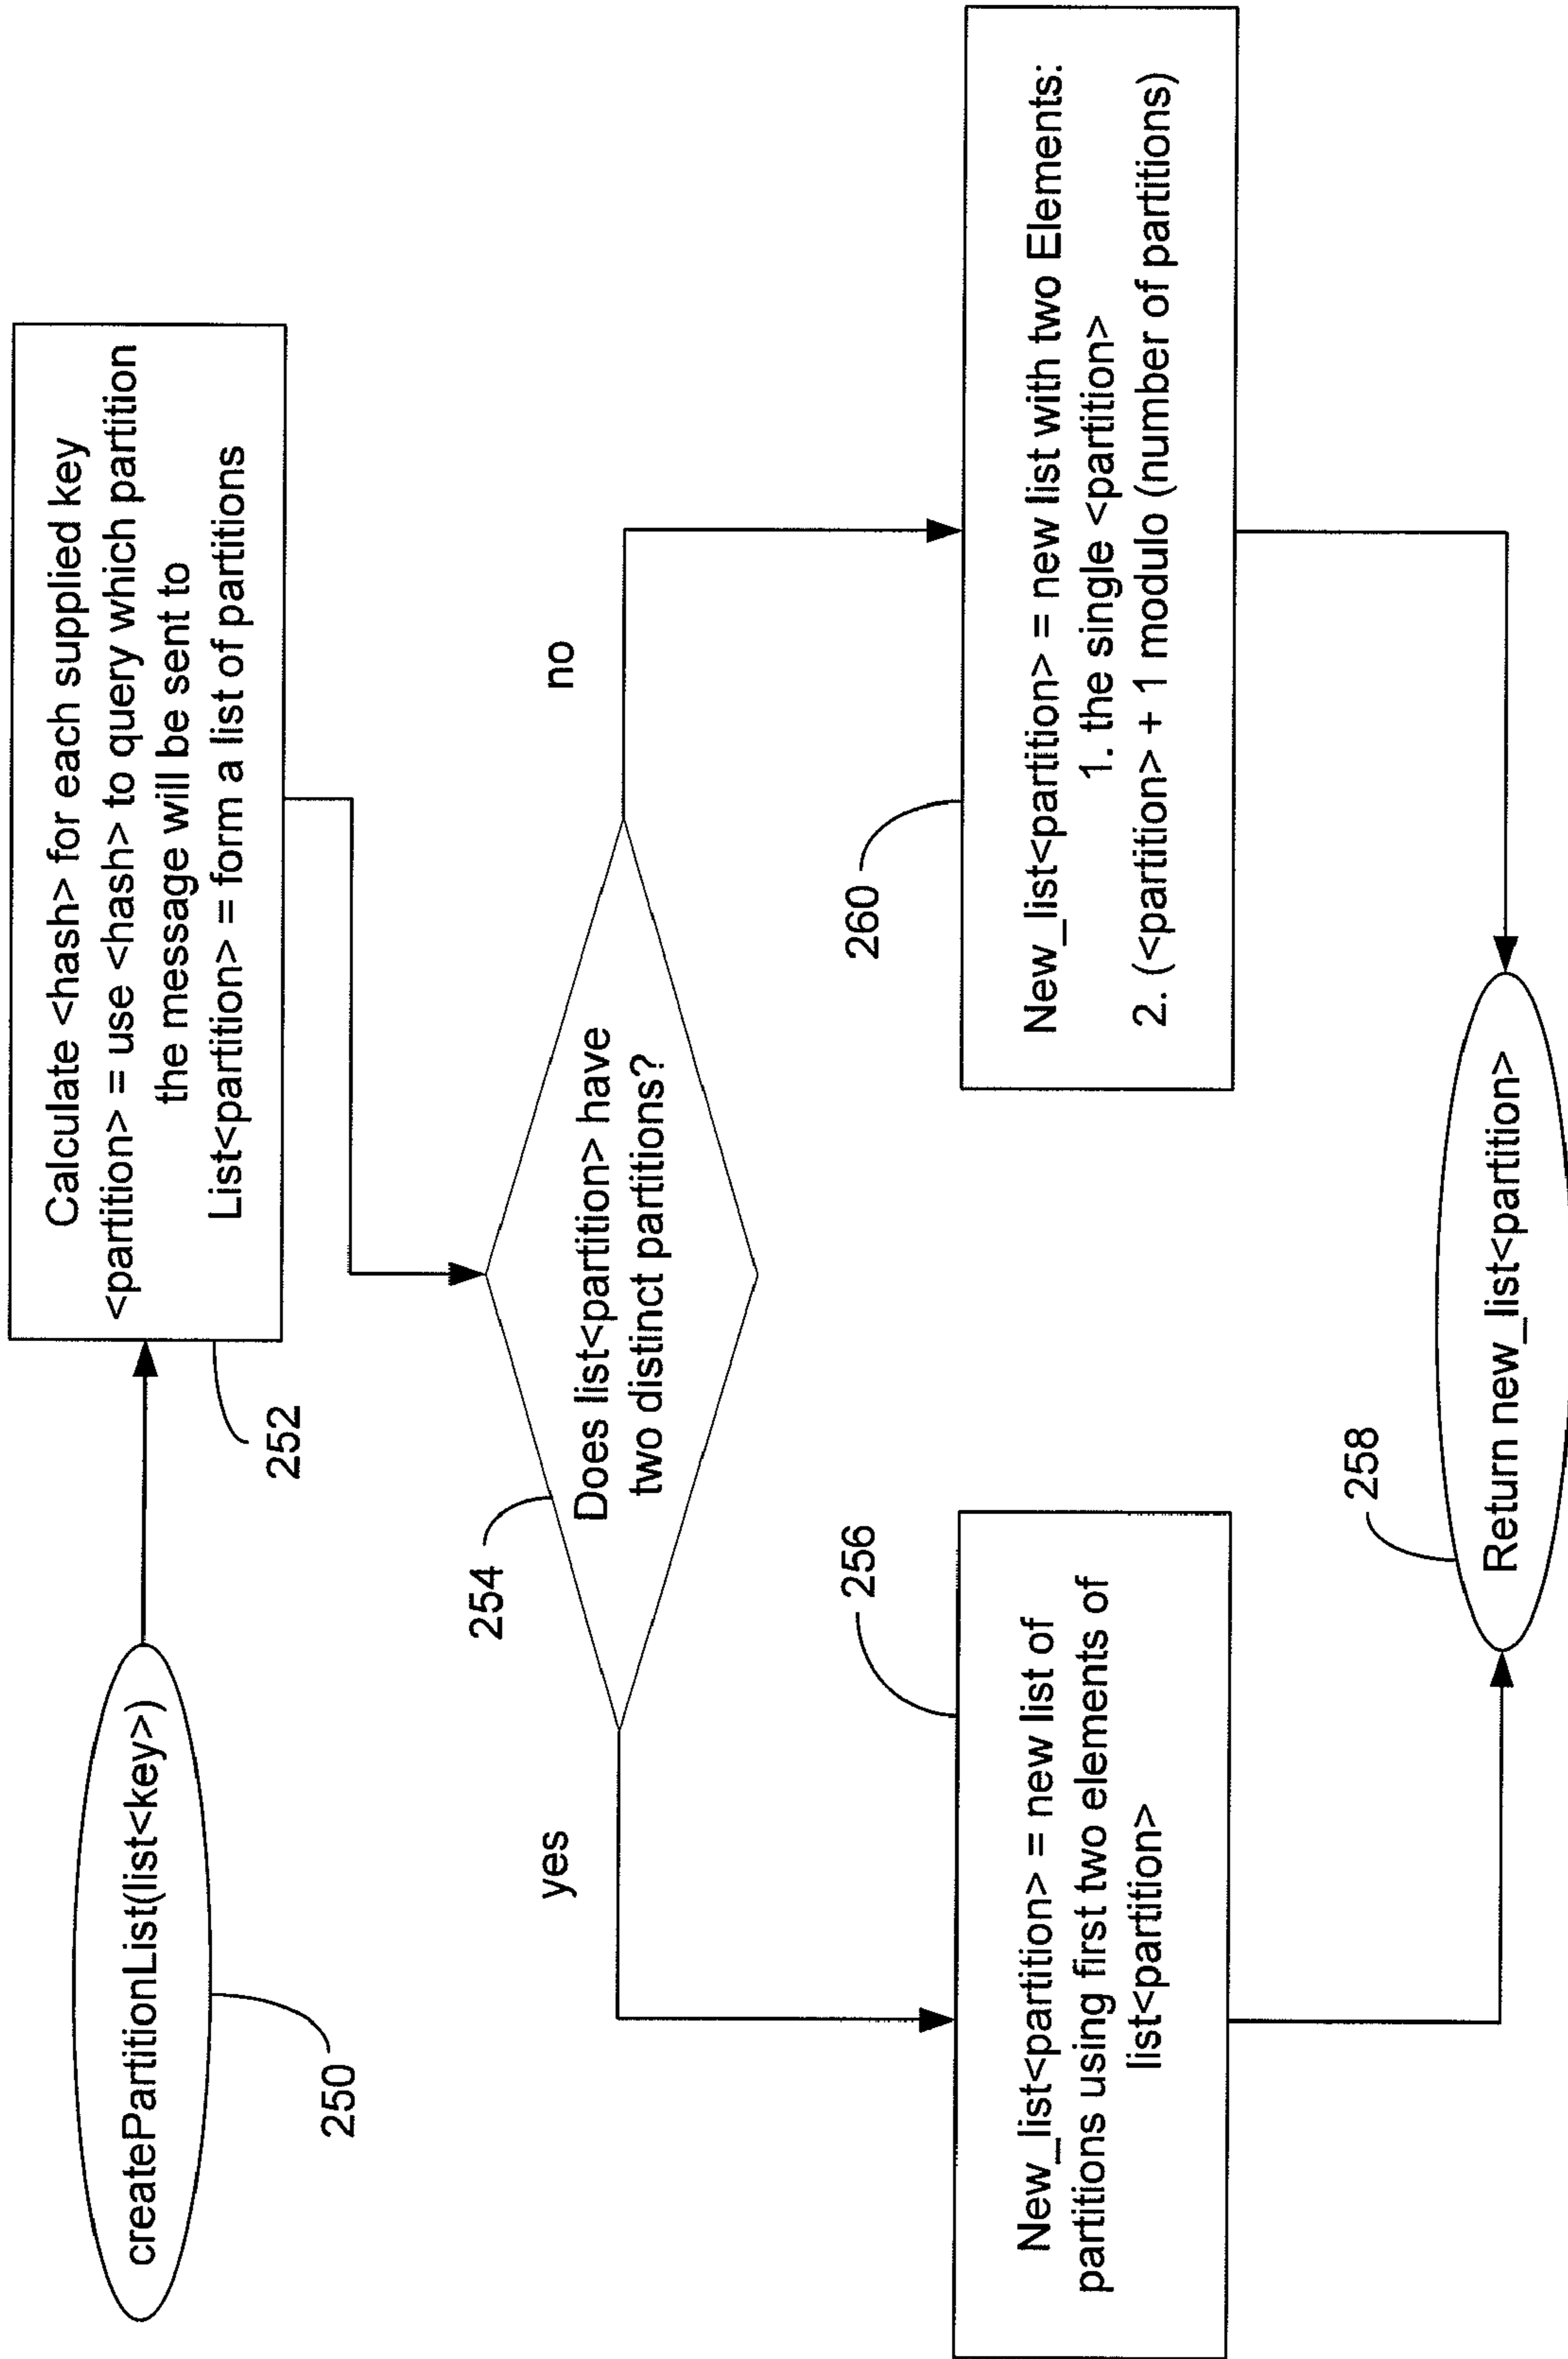 createPartitionList(list<key>)
250
Calculate <hash> for each supplied key
<partition> = use <hash> to query which partition
the message will be sent to
List<partition> = form a list of partitions
252
Does list<partition> have
two distinct partitions?
254
yes
no
New_list<partition> = new list of
partitions using first two elements of
list<partition>
256
New_list<partition> = new list with two Elements:
1. the single <partition>
2. (<partition> + 1 modulo (number of partitions)
260
Return new_list<partition>
258